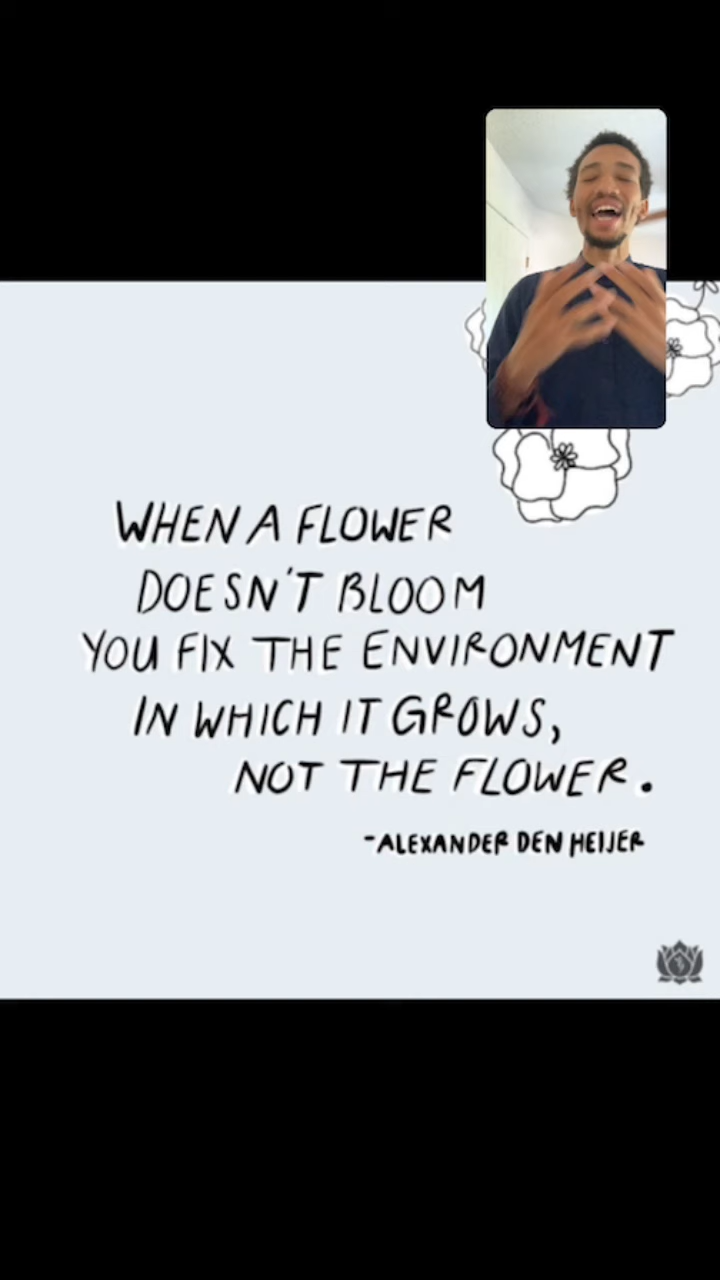 WHEN A FLOWER
DOESN'T BLOOM
YOU FIX THE ENVIRONMENT
IN WHICH IT GROWS,
NOT THE FLOWER.
-ALEXANDER DEN HEIJER